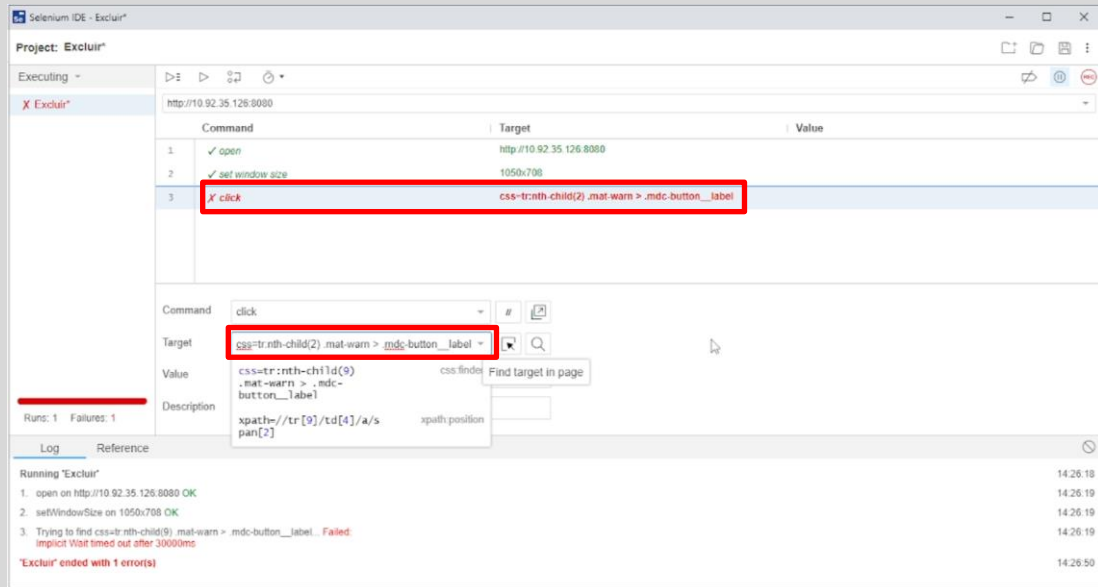 Selenium IDE - Excluir*
Project: Excluir*
Executing
X Excluir*
http://10.92.35.126:8080
Command Target Value
1 ✓ open http://10.92.35.126:8080
2 ✓ set window size 1050x708
3 X click css=tr:nth-child(2) .mat-warn > .mdc-button__label
Command click //
Target css=tr:nth-child(2) .mat-warn > .mdc-button__label
Value
css=tr:nth-child(9) css:finder
.mat-warn > .mdc-
button__label
Find target in page
Description
xpath=//tr[9]/td[4]/a/s xpath:position
pan[2]
Runs: 1 Failures: 1
Log Reference
Running 'Excluir' 14:26:18
1. open on http://10.92.35.126:8080 OK 14:26:19
2. setWindowSize on 1050x708 OK 14:26:19
3. Trying to find css=tr:nth-child(9) .mat-warn > .mdc-button__label... Failed: 14:26:19
Implicit Wait timed out after 30000ms
'Excluir' ended with 1 error(s) 14:26:50